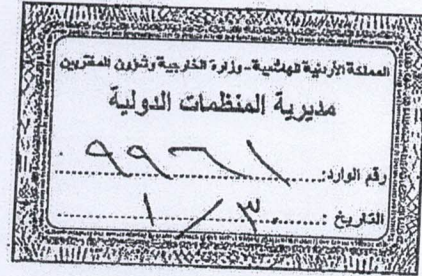 المملكة الأردنية الهاشمية - وزارة الخارجية وشؤون المغتربين
مديرية المنظمات الدولية
رقم الوارد: ٩٩٦١
التاريخ: ٣ / ١